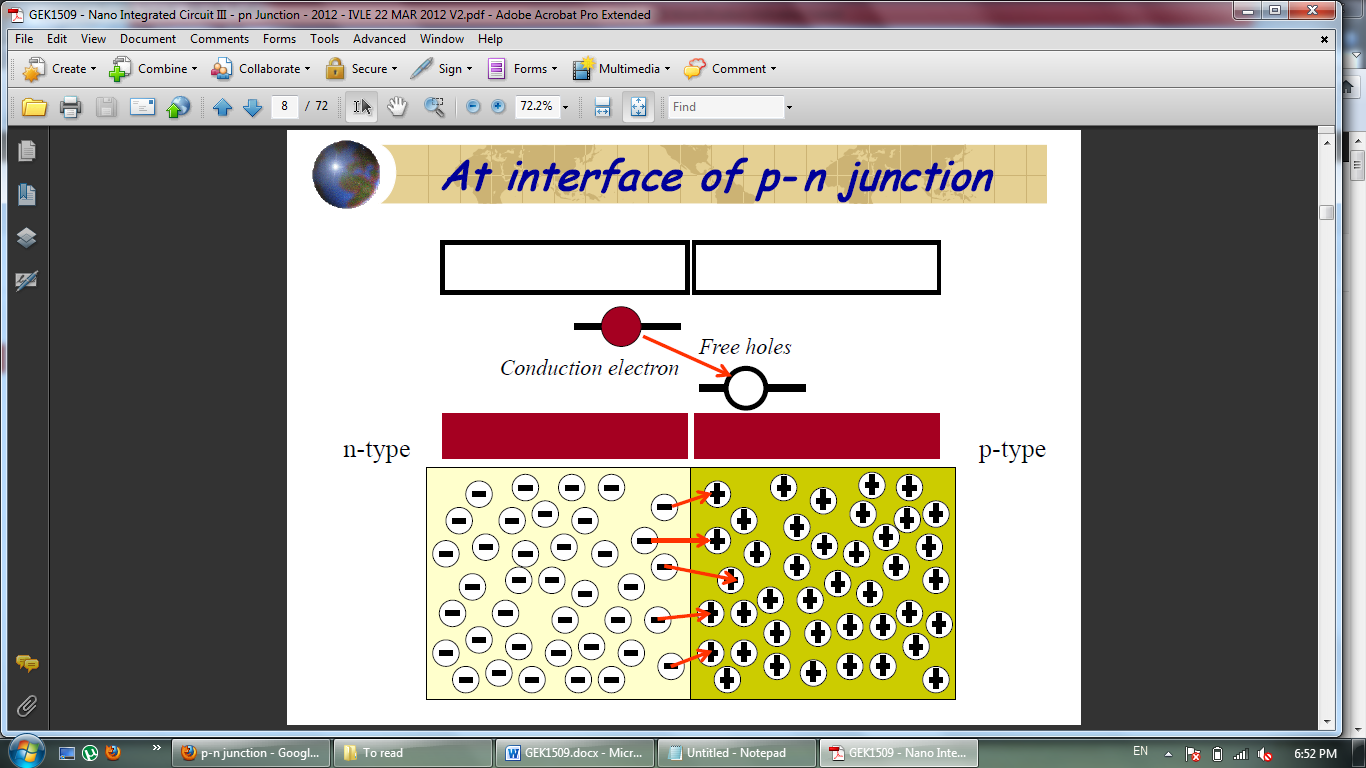 GEK1509 - Nano Integrated Circuit III - pn Junction - 2012 - IVLE 22 MAR 2012 V2.pdf - Adobe Acrobat Pro Extended
File Edit View Document Comments Forms Tools Advanced Window Help
Create Combine Collaborate Secure Sign Forms Multimedia Comment
8 / 72 72.2% Find
At interface of p-n junction
Free holes
Conduction electron
n-type p-type
p-n junction - Googl... To read GEK1509.docx - Micr... Untitled - Notepad GEK1509 - Nano Inte... EN 6:52 PM